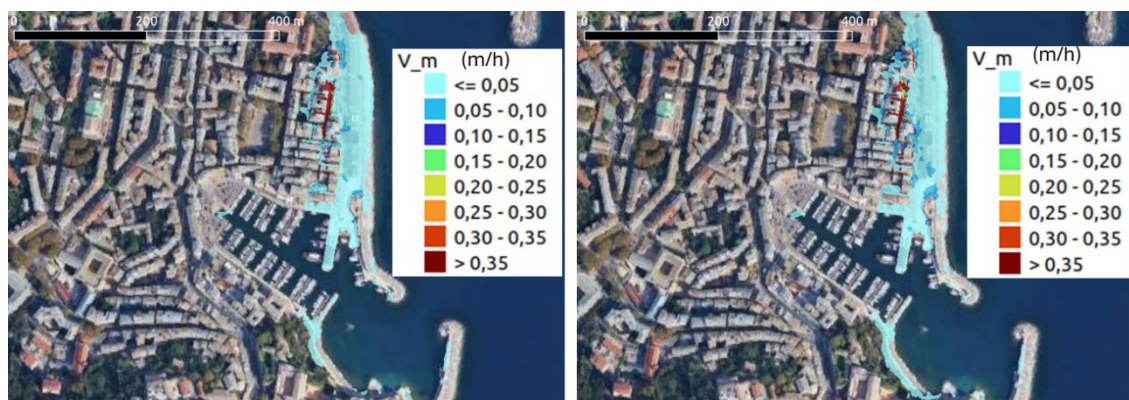 0 200 400 m
V_m (m/h)
<= 0,05
0,05 - 0,10
0,10 - 0,15
0,15 - 0,20
0,20 - 0,25
0,25 - 0,30
0,30 - 0,35
> 0,35
0 200 400 m
V_m (m/h)
<= 0,05
0,05 - 0,10
0,10 - 0,15
0,15 - 0,20
0,20 - 0,25
0,25 - 0,30
0,30 - 0,35
> 0,35